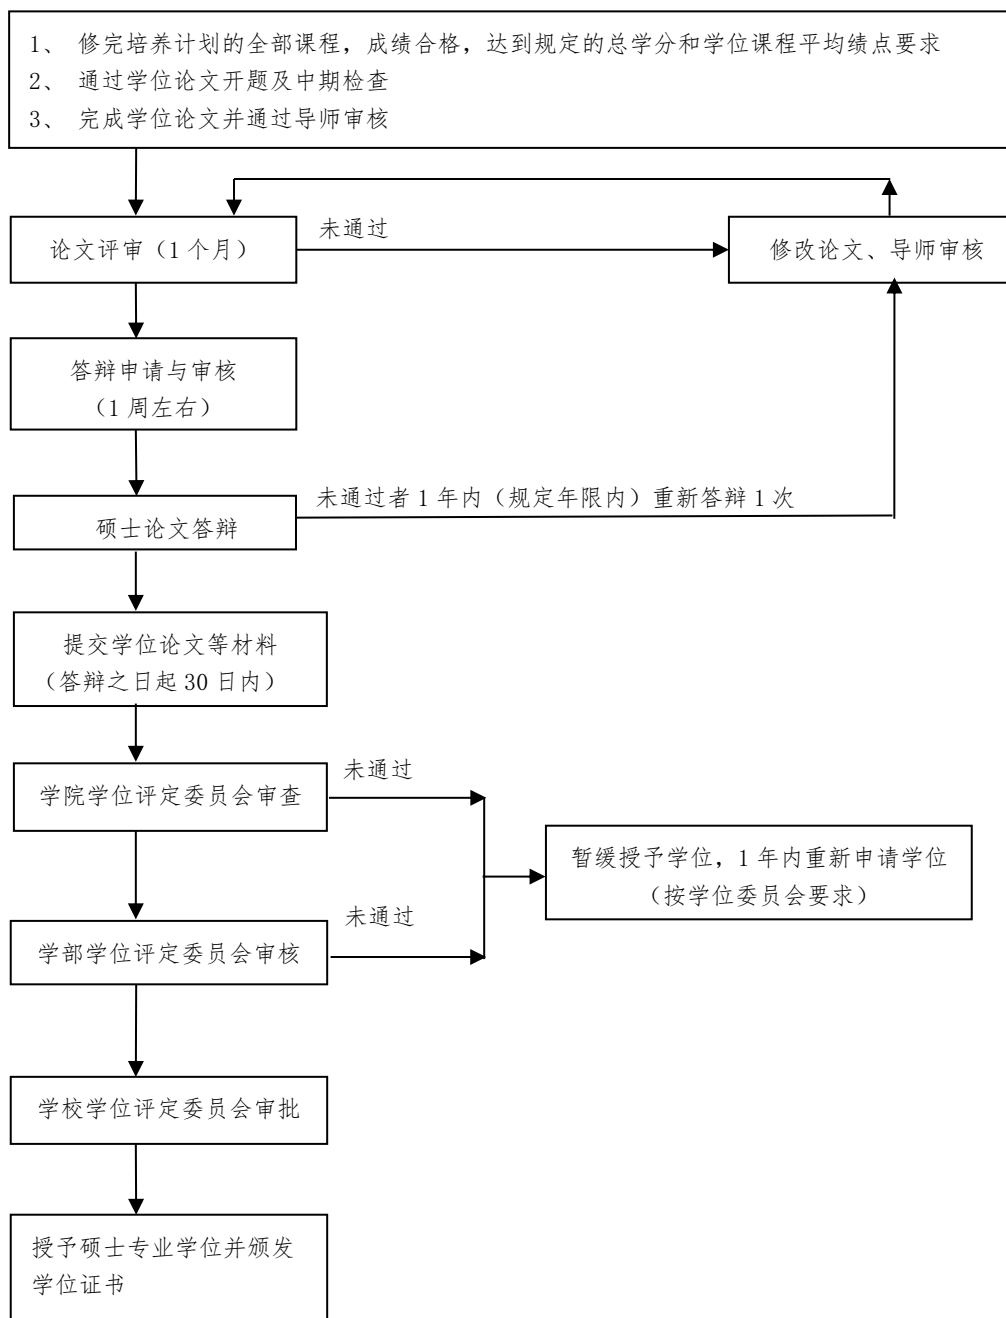 1、 修完培养计划的全部课程，成绩合格，达到规定的总学分和学位课程平均绩点要求
2、 通过学位论文开题及中期检查
3、 完成学位论文并通过导师审核
论文评审（1 个月）
未通过
修改论文、导师审核
答辩申请与审核
（1 周左右）
硕士论文答辩
未通过者 1 年内（规定年限内）重新答辩 1 次
提交学位论文等材料
（答辩之日起 30 日内）
学院学位评定委员会审查
未通过
暂缓授予学位，1 年内重新申请学位
（按学位委员会要求）
学部学位评定委员会审核
未通过
学校学位评定委员会审批
授予硕士专业学位并颁发
学位证书